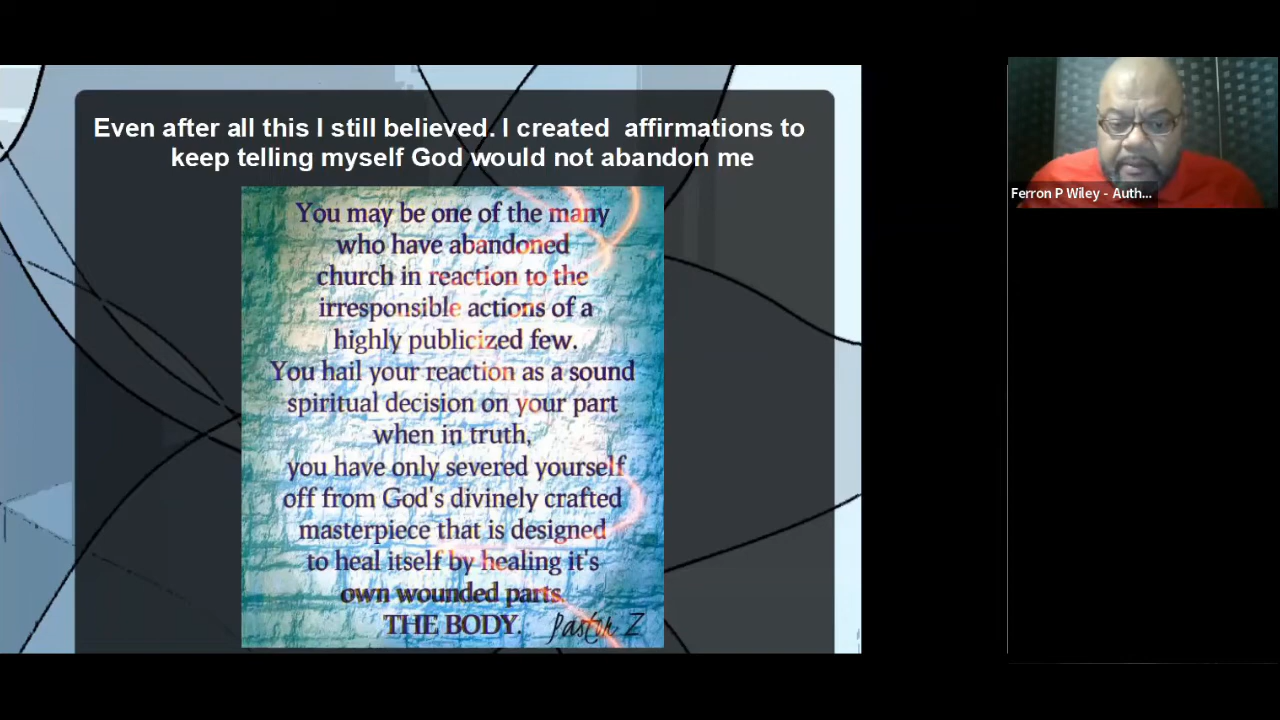 Even after all this I still believed. I created affirmations to
keep telling myself God would not abandon me
You may be one of the many
who have abandoned
church in reaction to the
irresponsible actions of a
highly publicized few.
You hail your reaction as a sound
spiritual decision on your part
when in truth,
you have only severed yourself
off from God's divinely crafted
masterpiece that is designed
to heal itself by healing it's
own wounded parts.
THE BODY. Pastor Z
Ferron P Wiley - Auth...